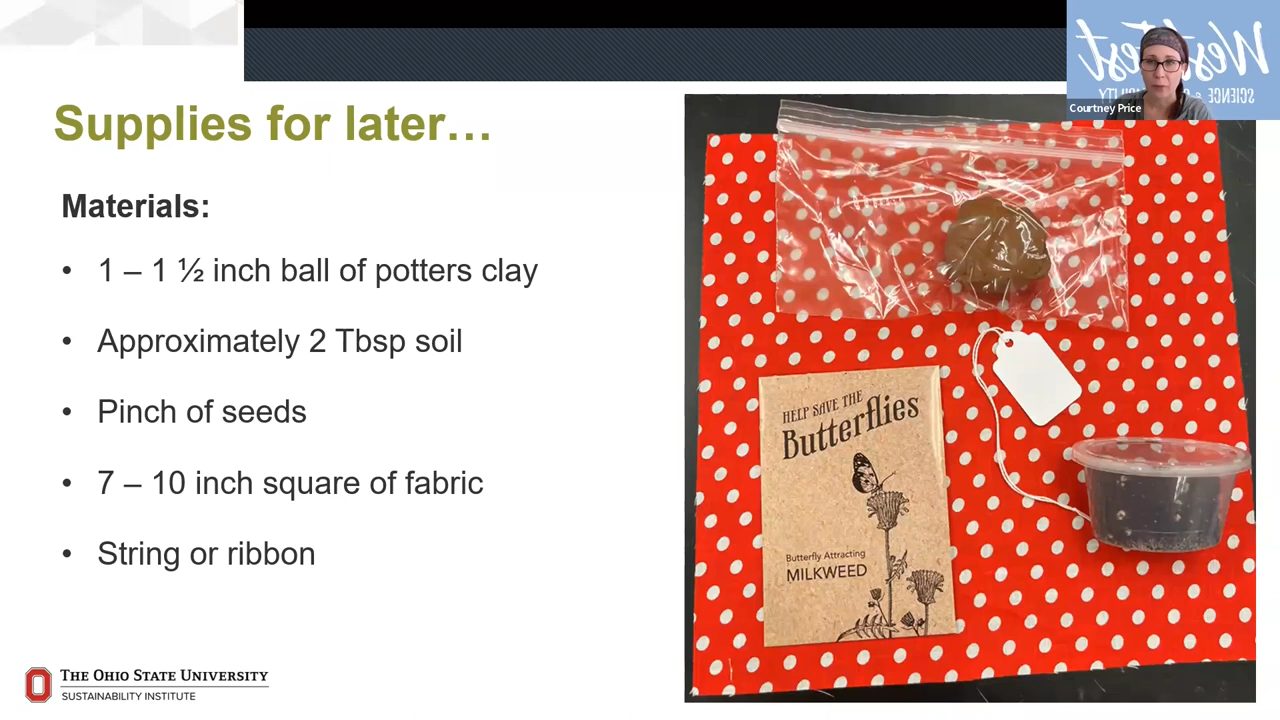 Supplies for later…
Materials:
• 1 – 1 ½ inch ball of potters clay
• Approximately 2 Tbsp soil
• Pinch of seeds
• 7 – 10 inch square of fabric
• String or ribbon
THE OHIO STATE UNIVERSITY
SUSTAINABILITY INSTITUTE
Courtney Price
HELP SAVE THE
Butterflies
Butterfly Attracting
MILKWEED